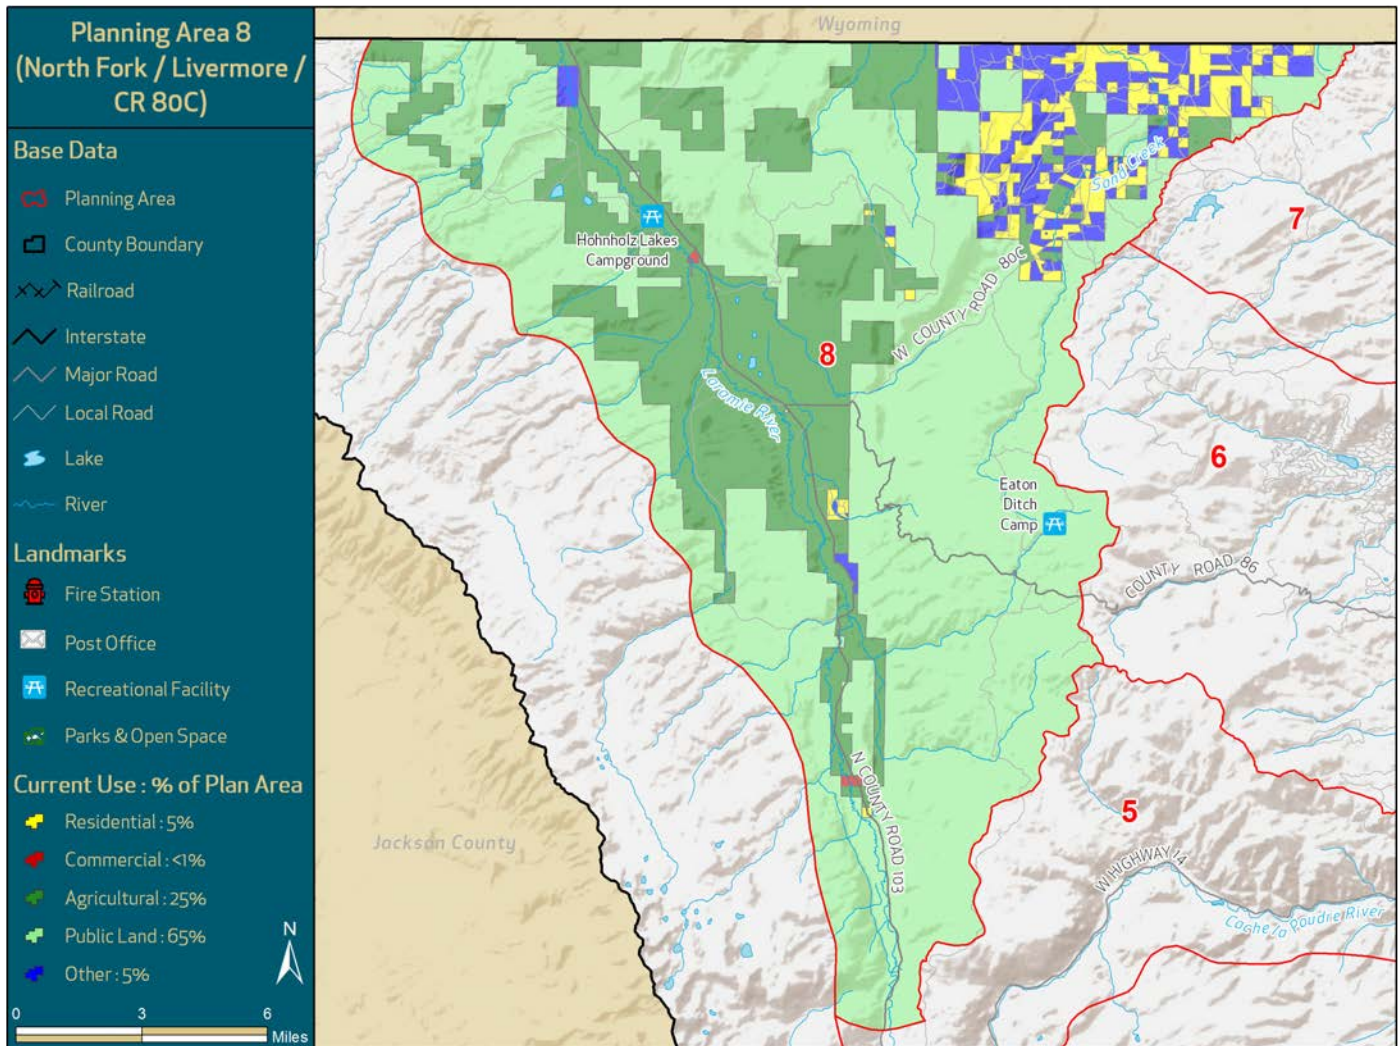 Planning Area 8
(North Fork / Livermore /
CR 80C)
Base Data
Planning Area
County Boundary
Railroad
Interstate
Major Road
Local Road
Lake
River
Landmarks
Fire Station
Post Office
Recreational Facility
Parks & Open Space
Current Use : % of Plan Area
Residential : 5%
Commercial : <1%
Agricultural : 25%
Public Land : 65%
Other : 5%
N
0 3 6
Miles
Wyoming
Sand Creek
7
Hohnholz Lakes
Campground
W COUNTY ROAD 80C
8
Laramie River
6
Eaton
Ditch
Camp
COUNTY ROAD 86
N COUNTY ROAD 103
5
Jackson County
W HIGHWAY 14
Cache la Poudre River